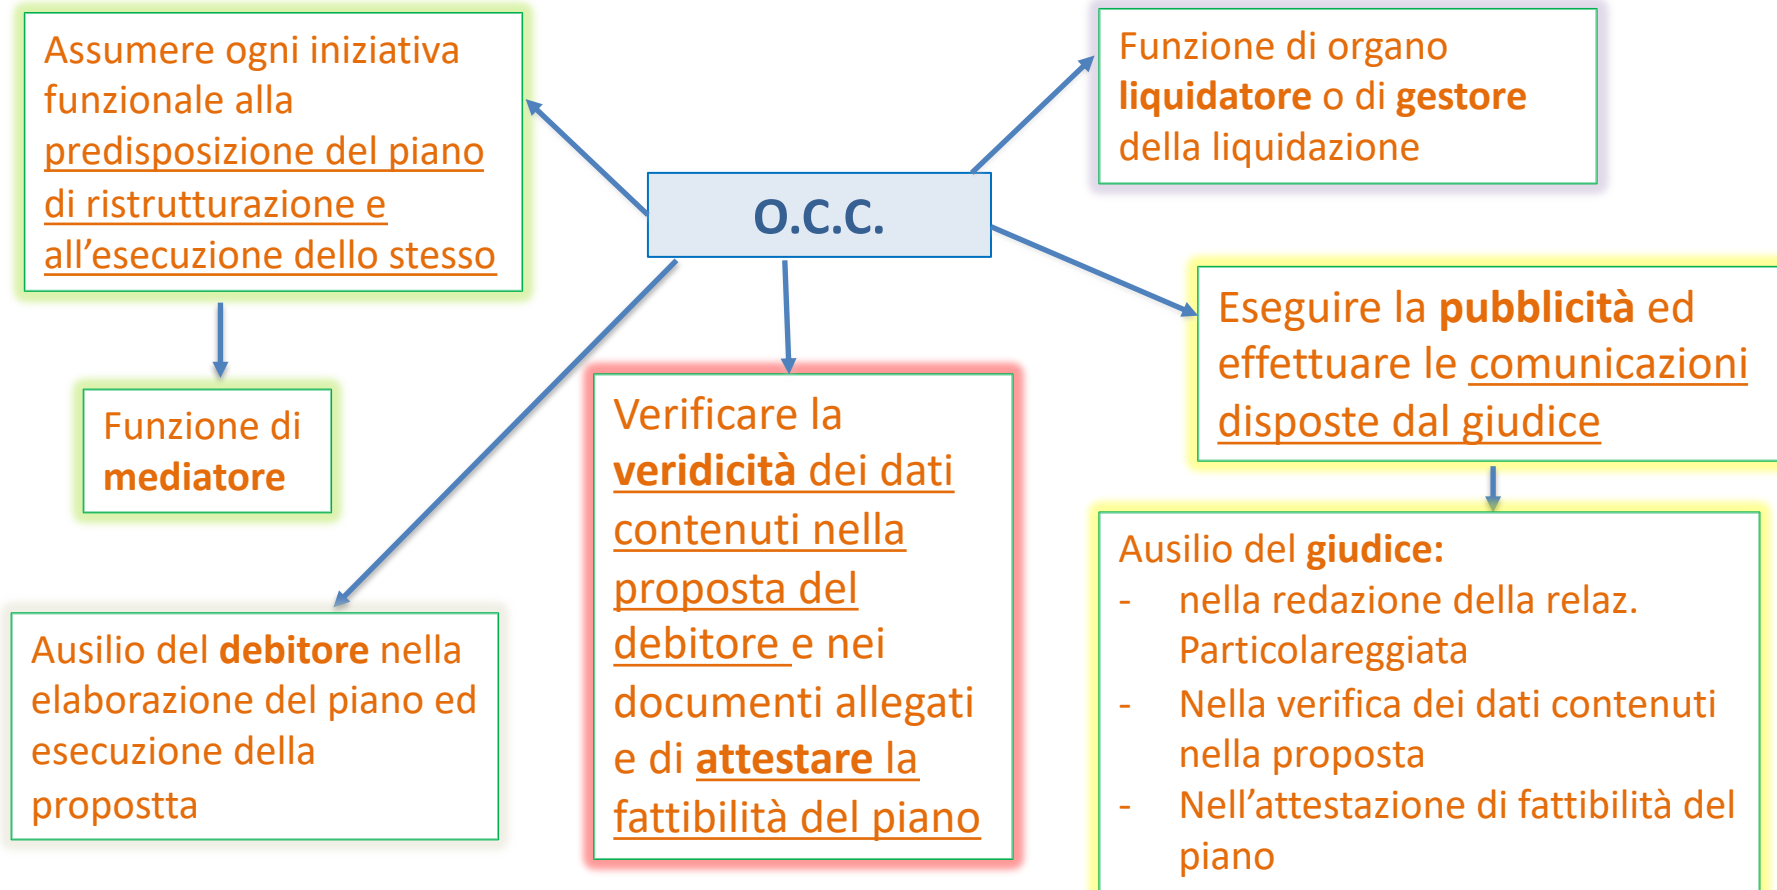 Assumere ogni iniziativa
funzionale alla
predisposizione del piano
di ristrutturazione e
all’esecuzione dello stesso
Funzione di organo
liquidatore o di gestore
della liquidazione
O.C.C.
Eseguire la pubblicità ed
effettuare le comunicazioni
disposte dal giudice
Funzione di
mediatore
Verificare la
veridicità dei dati
contenuti nella
proposta del
debitore e nei
documenti allegati
e di attestare la
fattibilità del piano
Ausilio del debitore nella
elaborazione del piano ed
esecuzione della
propostta
Ausilio del giudice:
- nella redazione della relaz.
Particolareggiata
- Nella verifica dei dati contenuti
nella proposta
- Nell’attestazione di fattibilità del
piano